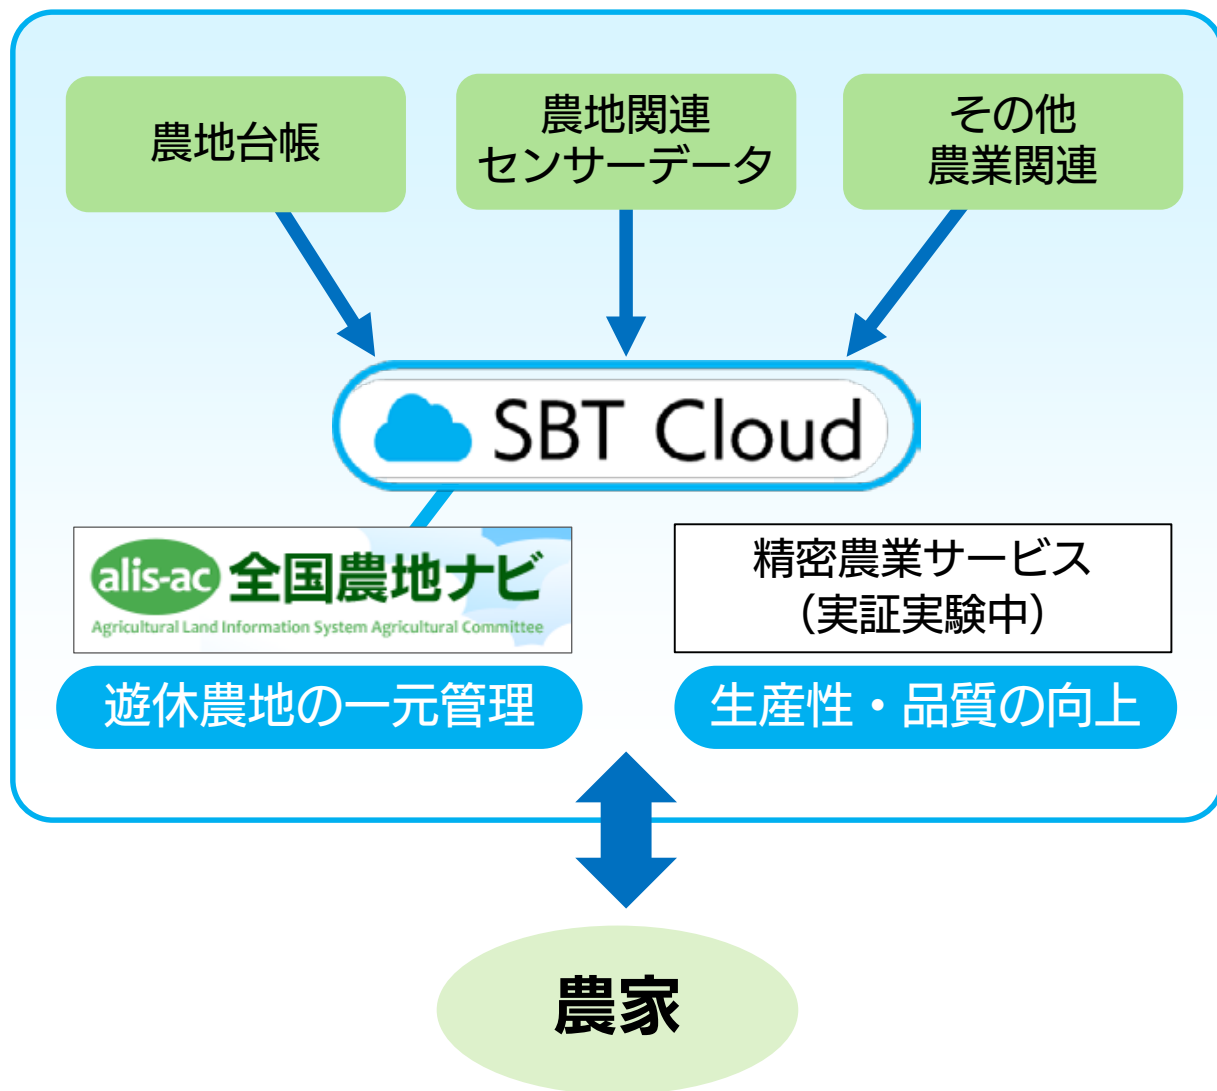 農地台帳
農地関連
センサーデータ
その他
農業関連
SBT Cloud
alis-ac 全国農地ナビ
Agricultural Land Information System Agricultural Committee
精密農業サービス
（実証実験中）
遊休農地の一元管理
生産性・品質の向上
農家